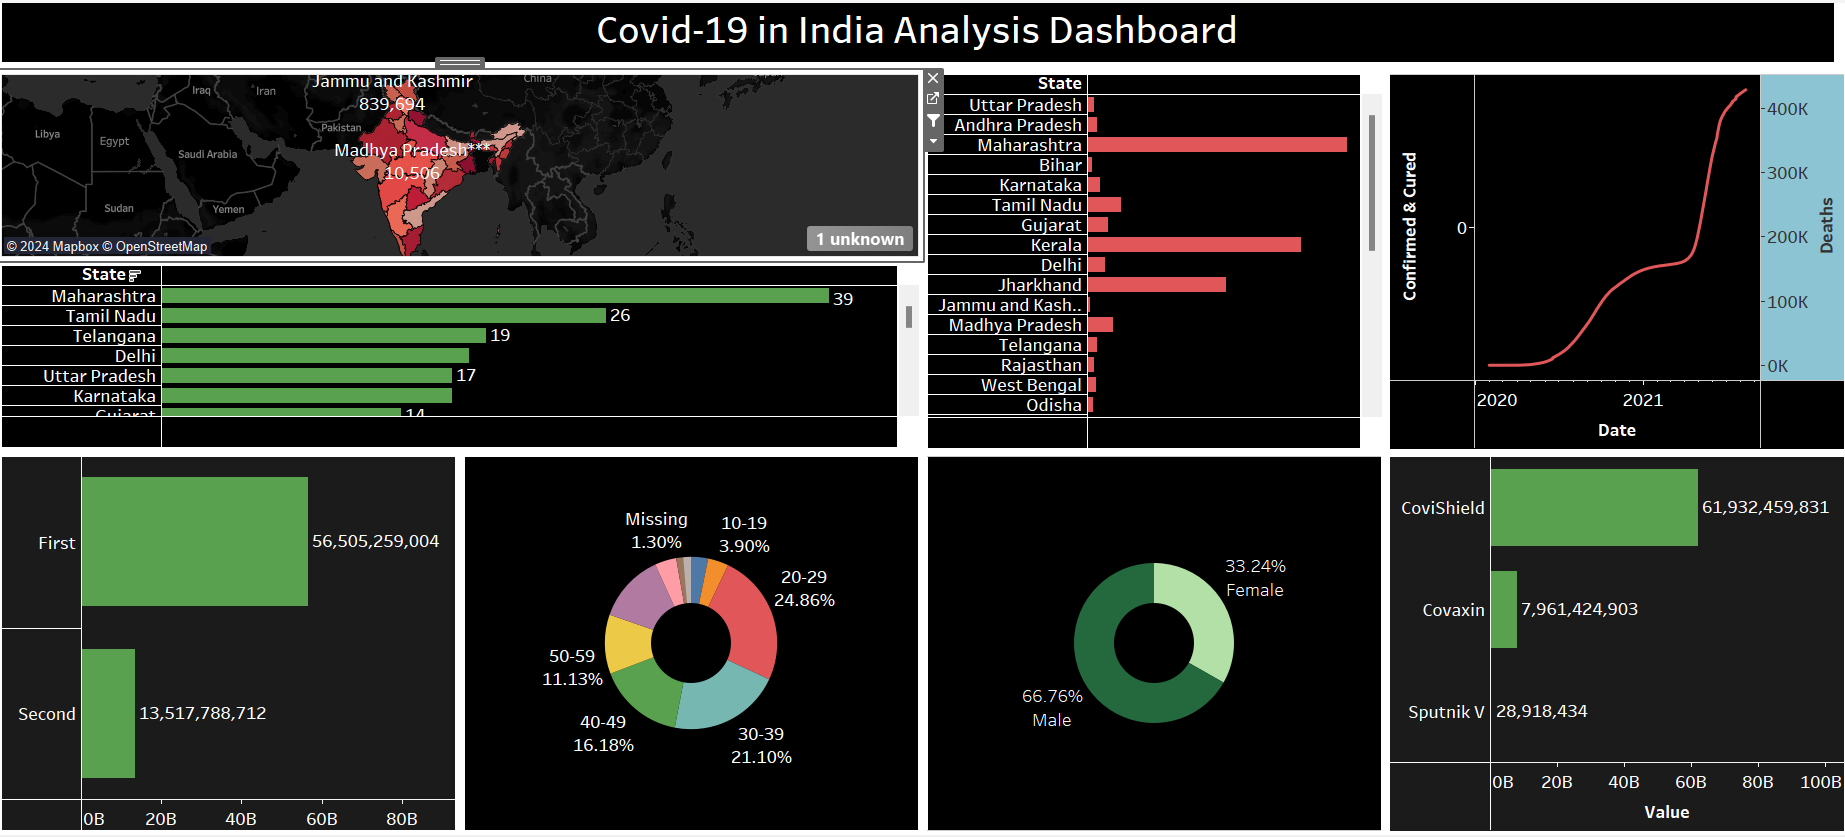 Covid-19 in India Analysis Dashboard
China
Jammu and Kashmir
839,694
Iraq
Iran
Libya
Egypt
Pakistan
Saudi Arabia
Madhya Pradesh***
10,506
Sudan
Yemen
© 2024 Mapbox © OpenStreetMap
1 unknown
State
Maharashtra
39
Tamil Nadu
26
Telangana
19
Delhi
Uttar Pradesh
17
Karnataka
Gujarat
14
State
Uttar Pradesh
Andhra Pradesh
Maharashtra
Bihar
Karnataka
Tamil Nadu
Gujarat
Kerala
Delhi
Jharkhand
Jammu and Kash..
Madhya Pradesh
Telangana
Rajasthan
West Bengal
Odisha
Confirmed & Cured
0
400K
300K
200K
100K
0K
Deaths
2020
2021
Date
First
56,505,259,004
Second
13,517,788,712
0B
20B
40B
60B
80B
Missing
1.30%
10-19
3.90%
20-29
24.86%
50-59
11.13%
40-49
16.18%
30-39
21.10%
33.24%
Female
66.76%
Male
CoviShield
61,932,459,831
Covaxin
7,961,424,903
Sputnik V
28,918,434
0B
20B
40B
60B
80B
100B
Value